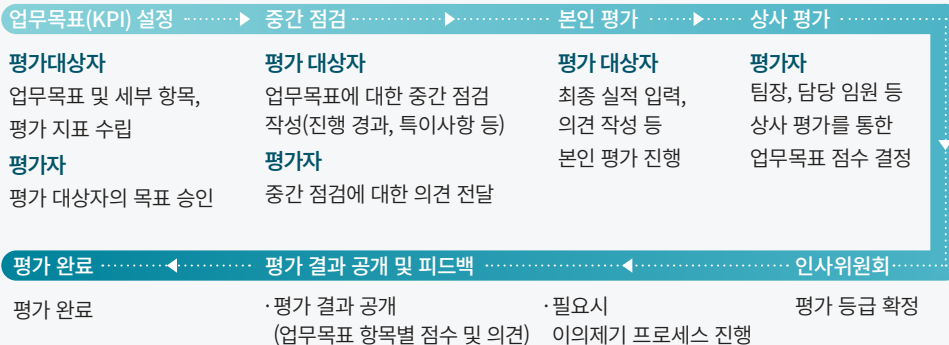 업무목표(KPI) 설정
중간 점검
본인 평가
상사 평가
평가대상자
업무목표 및 세부 항목,
평가 지표 수립
평가자
평가 대상자의 목표 승인
평가 대상자
업무목표에 대한 중간 점검
작성(진행 경과, 특이사항 등)
평가자
중간 점검에 대한 의견 전달
평가 대상자
최종 실적 입력,
의견 작성 등
본인 평가 진행
평가자
팀장, 담당 임원 등
상사 평가를 통한
업무목표 점수 결정
인사위원회
평가 등급 확정
평가 결과 공개 및 피드백
·평가 결과 공개
(업무목표 항목별 점수 및 의견)
·필요시
이의제기 프로세스 진행
평가 완료
평가 완료